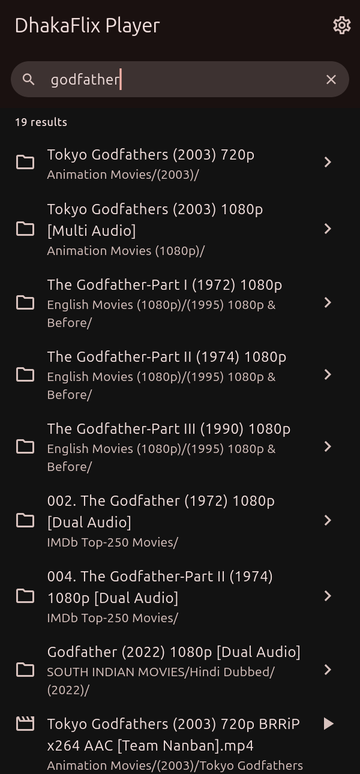 DhakaFlix Player
godfather
19 results
Tokyo Godfathers (2003) 720p
Animation Movies/(2003)/
Tokyo Godfathers (2003) 1080p
[Multi Audio]
Animation Movies (1080p)/
The Godfather-Part I (1972) 1080p
English Movies (1080p)/(1995) 1080p &
Before/
The Godfather-Part II (1974) 1080p
English Movies (1080p)/(1995) 1080p &
Before/
The Godfather-Part III (1990) 1080p
English Movies (1080p)/(1995) 1080p &
Before/
002. The Godfather (1972) 1080p
[Dual Audio]
IMDb Top-250 Movies/
004. The Godfather-Part II (1974)
1080p [Dual Audio]
IMDb Top-250 Movies/
Godfather (2022) 1080p [Dual Audio]
SOUTH INDIAN MOVIES/Hindi Dubbed/
(2022)/
Tokyo Godfathers (2003) 720p BRRiP
x264 AAC [Team Nanban].mp4
Animation Movies/(2003)/Tokyo Godfathers